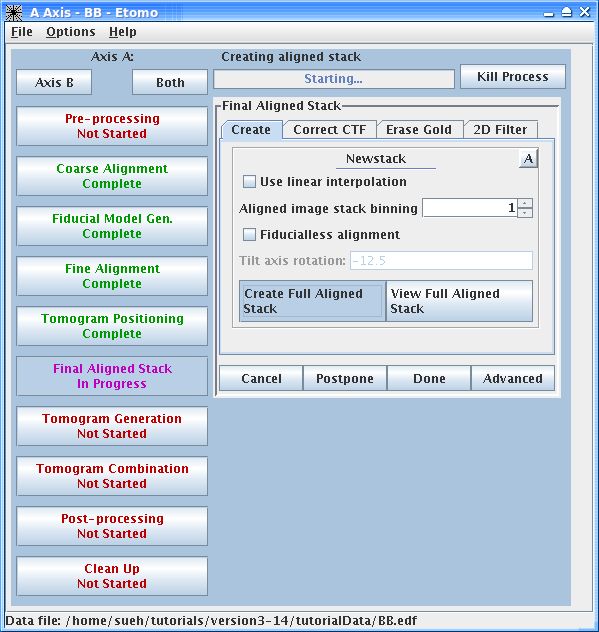 A Axis - BB - Etomo
File Options Help
Axis A:
Creating aligned stack
Axis B
Both
Starting...
Kill Process
Pre-processing
Not Started
Coarse Alignment
Complete
Fiducial Model Gen.
Complete
Fine Alignment
Complete
Tomogram Positioning
Complete
Final Aligned Stack
In Progress
Tomogram Generation
Not Started
Tomogram Combination
Not Started
Post-processing
Not Started
Clean Up
Not Started
Final Aligned Stack
Create
Correct CTF
Erase Gold
2D Filter
Newstack
A
Use linear interpolation
Aligned image stack binning 1
Fiducialless alignment
Tilt axis rotation: -12.5
Create Full Aligned
Stack
View Full Aligned
Stack
Cancel
Postpone
Done
Advanced
Data file: /home/sueh/tutorials/version3-14/tutorialData/BB.edf